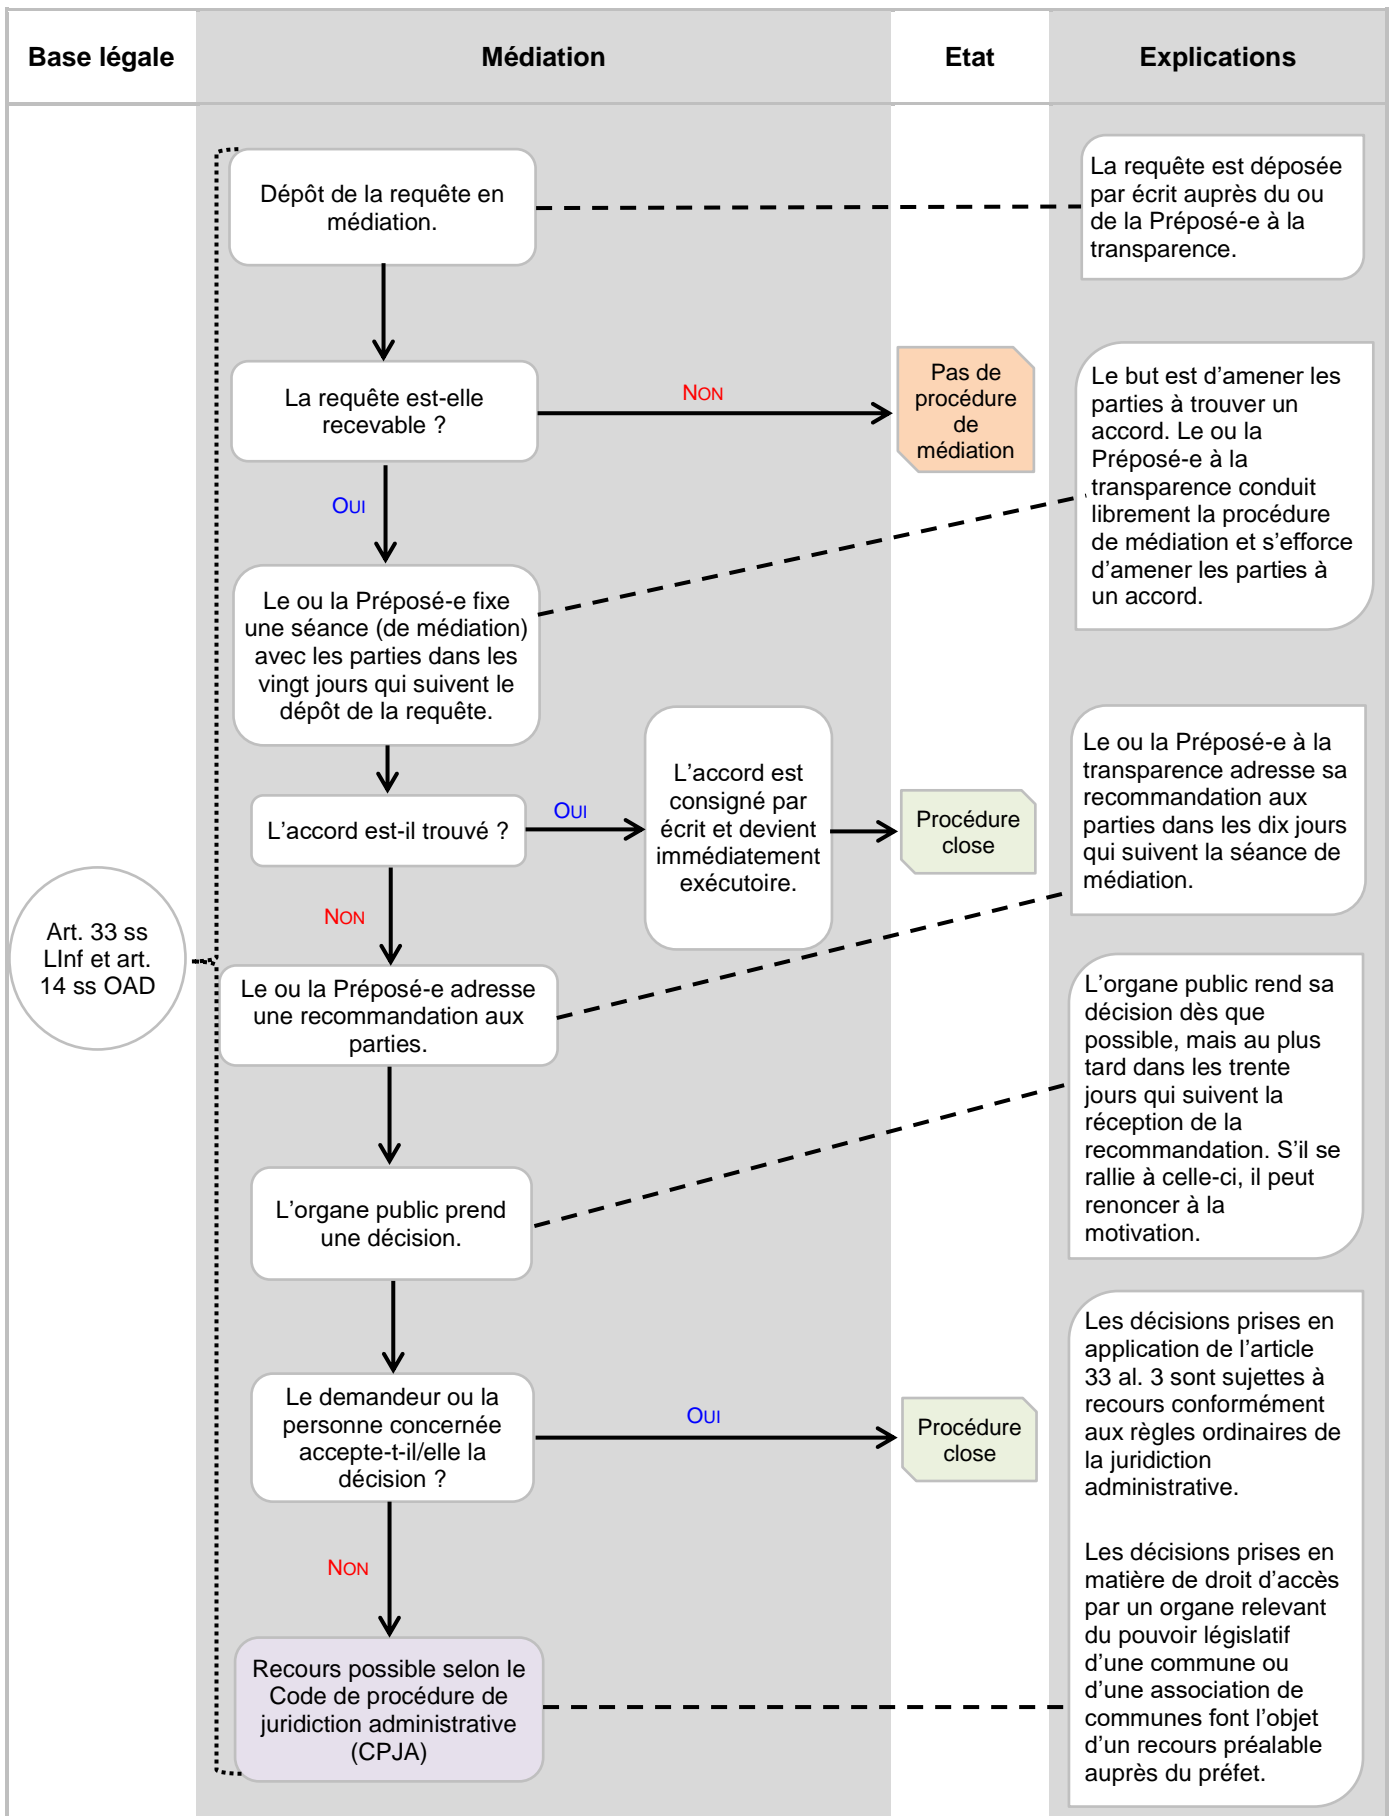 Base légale
Médiation
Etat
Explications
Dépôt de la requête en
médiation.
La requête est déposée
par écrit auprès du ou
de la Préposé-e à la
transparence.
La requête est-elle
recevable ?
NON
Pas de
procédure
de
médiation
Le but est d’amener les
parties à trouver un
accord. Le ou la
Préposé-e à la
transparence conduit
librement la procédure
de médiation et s’efforce
d’amener les parties à
un accord.
OUI
Le ou la Préposé-e fixe
une séance (de médiation)
avec les parties dans les
vingt jours qui suivent le
dépôt de la requête.
L’accord est-il trouvé ?
OUI
L’accord est
consigné par
écrit et devient
immédiatement
exécutoire.
Procédure
close
Le ou la Préposé-e à la
transparence adresse sa
recommandation aux
parties dans les dix jours
qui suivent la séance de
médiation.
NON
Art. 33 ss
LInf et art.
14 ss OAD
Le ou la Préposé-e adresse
une recommandation aux
parties.
L’organe public rend sa
décision dès que
possible, mais au plus
tard dans les trente
jours qui suivent la
réception de la
recommandation. S’il se
rallie à celle-ci, il peut
renoncer à la
motivation.
L’organe public prend
une décision.
Le demandeur ou la
personne concernée
accepte-t-il/elle la
décision ?
OUI
Procédure
close
Les décisions prises en
application de l’article
33 al. 3 sont sujettes à
recours conformément
aux règles ordinaires de
la juridiction
administrative.
NON
Recours possible selon le
Code de procédure de
juridiction administrative
(CPJA)
Les décisions prises en
matière de droit d’accès
par un organe relevant
du pouvoir législatif
d’une commune ou
d’une association de
communes font l’objet
d’un recours préalable
auprès du préfet.